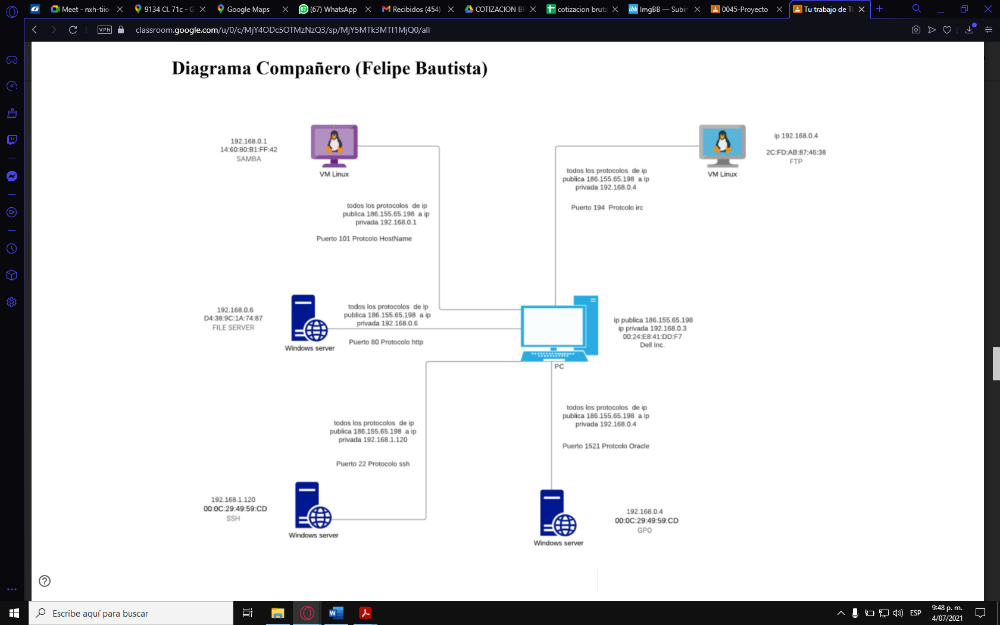 Meet - nxh-tiio-
9134 Cl. 71c - G
Google Maps
(67) WhatsApp
Recibidos (454)
COTIZACION BR
cotizacion bruta
ImgBB — Subir
0045-Proyecto
Tu trabajo de TO
VPN
classroom.google.com/u/0/c/MjY4ODc5OTMzNzQ3/sp/MjY5MTk3MTI1MjQ0/all
Diagrama Compañero (Felipe Bautista)
192.168.0.1
14:60:80:B1:FF:42
SAMBA
VM Linux
todos los protocolos de ip
publica 186.155.65.198 a ip
privada 192.168.0.1
Puerto 101 Protcolo HostName
VM Linux
ip 192.168.0.4
2C:FD:AB:87:46:38
FTP
todos los protocolos de ip
publica 186.155.65.198 a ip
privada 192.168.0.4
Puerto 194 Protcolo irc
192.168.0.6
D4:38:9C:1A:74:87
FILE SERVER
Windows server
todos los protocolos de ip
publica 186.155.65.198 a ip
privada 192.168.0.6
Puerto 80 Protocolo http
PC
ip publica 186.155.65.198
ip privada 192.168.0.3
00:24:E8:41:DD:F7
Dell Inc.
todos los protocolos de ip
publica 186.155.65.198 a ip
privada 192.168.1.120
Puerto 22 Protocolo ssh
192.168.1.120
00:0C:29:49:59:CD
SSH
Windows server
todos los protocolos de ip
publica 186.155.65.198 a ip
privada 192.168.0.4
Puerto 1521 Protcolo Oracle
Windows server
192.168.0.4
00:0C:29:49:59:CD
GPO
Escribe aquí para buscar
ESP
9:48 p. m.
4/07/2021